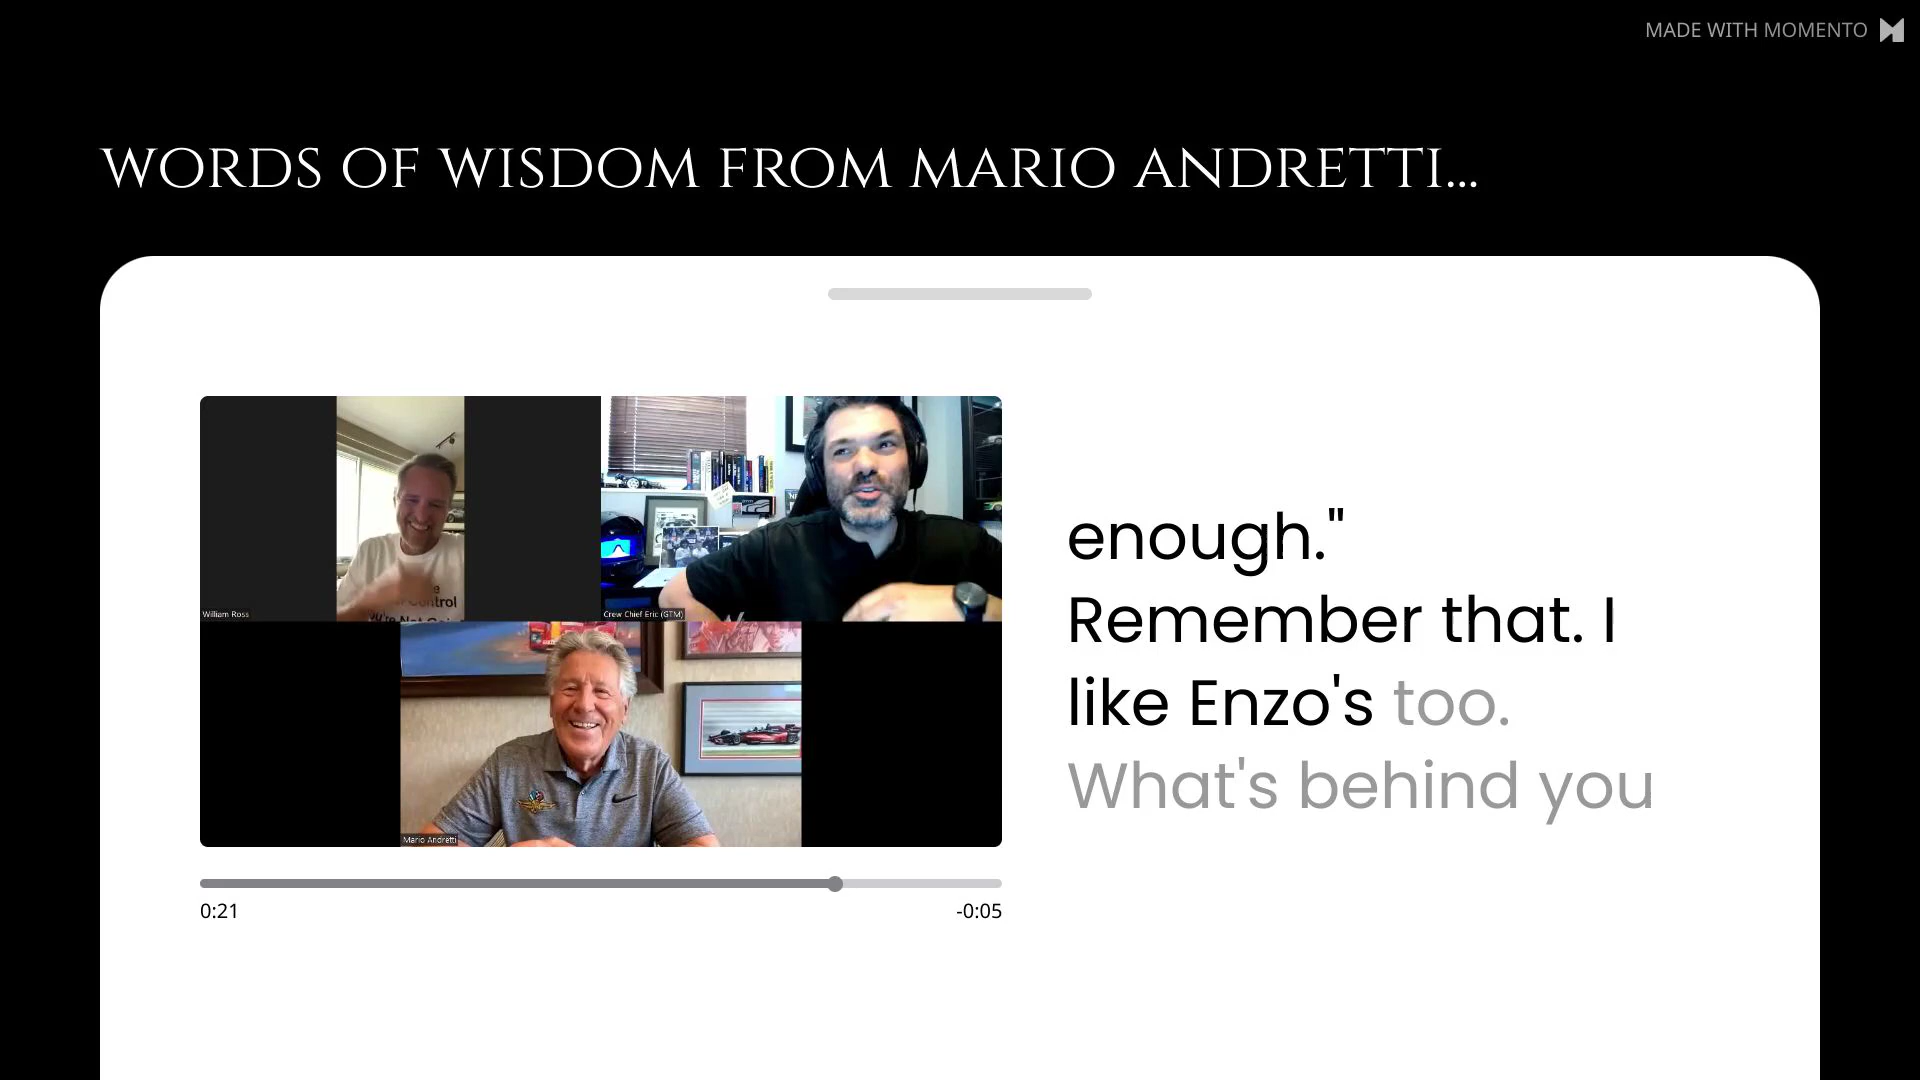 MADE WITH MOMENTO
WORDS OF WISDOM FROM MARIO ANDRETTI...
William Ross
Crew Chief Eric (GTM)
Mario Andretti
enough."
Remember that. I
like Enzo's too.
What's behind you
0:21
-0:05